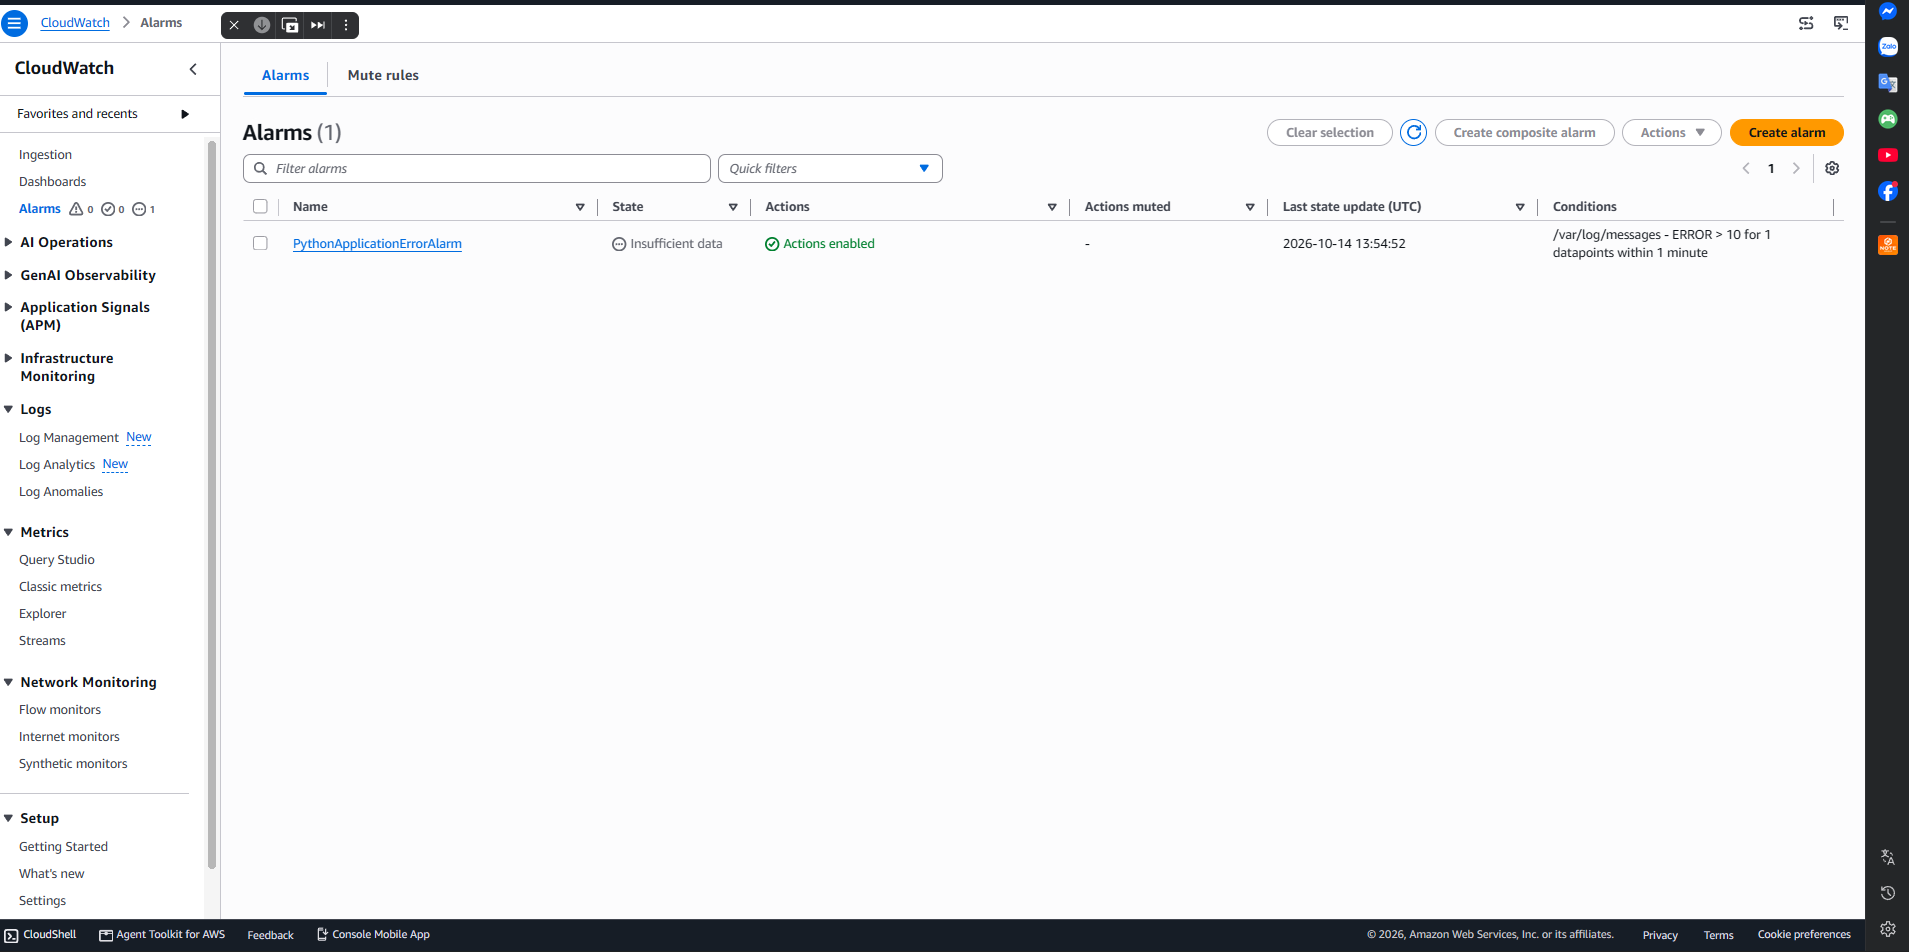 CloudWatch > Alarms
CloudWatch
Favorites and recents
Ingestion
Dashboards
Alarms 0 0 1
AI Operations
GenAI Observability
Application Signals
(APM)
Infrastructure
Monitoring
Logs
Log Management New
Log Analytics New
Log Anomalies
Metrics
Query Studio
Classic metrics
Explorer
Streams
Network Monitoring
Flow monitors
Internet monitors
Synthetic monitors
Setup
Getting Started
What's new
Settings
Alarms Mute rules
Alarms (1)
Clear selection Create composite alarm Actions Create alarm
Filter alarms Quick filters 1
Name State Actions Actions muted Last state update (UTC) Conditions
PythonApplicationErrorAlarm Insufficient data Actions enabled - 2026-10-14 13:54:52 /var/log/messages - ERROR > 10 for 1
datapoints within 1 minute
Zalo
NOTE
CloudShell Agent Toolkit for AWS Feedback Console Mobile App © 2026, Amazon Web Services, Inc. or its affiliates. Privacy Terms Cookie preferences